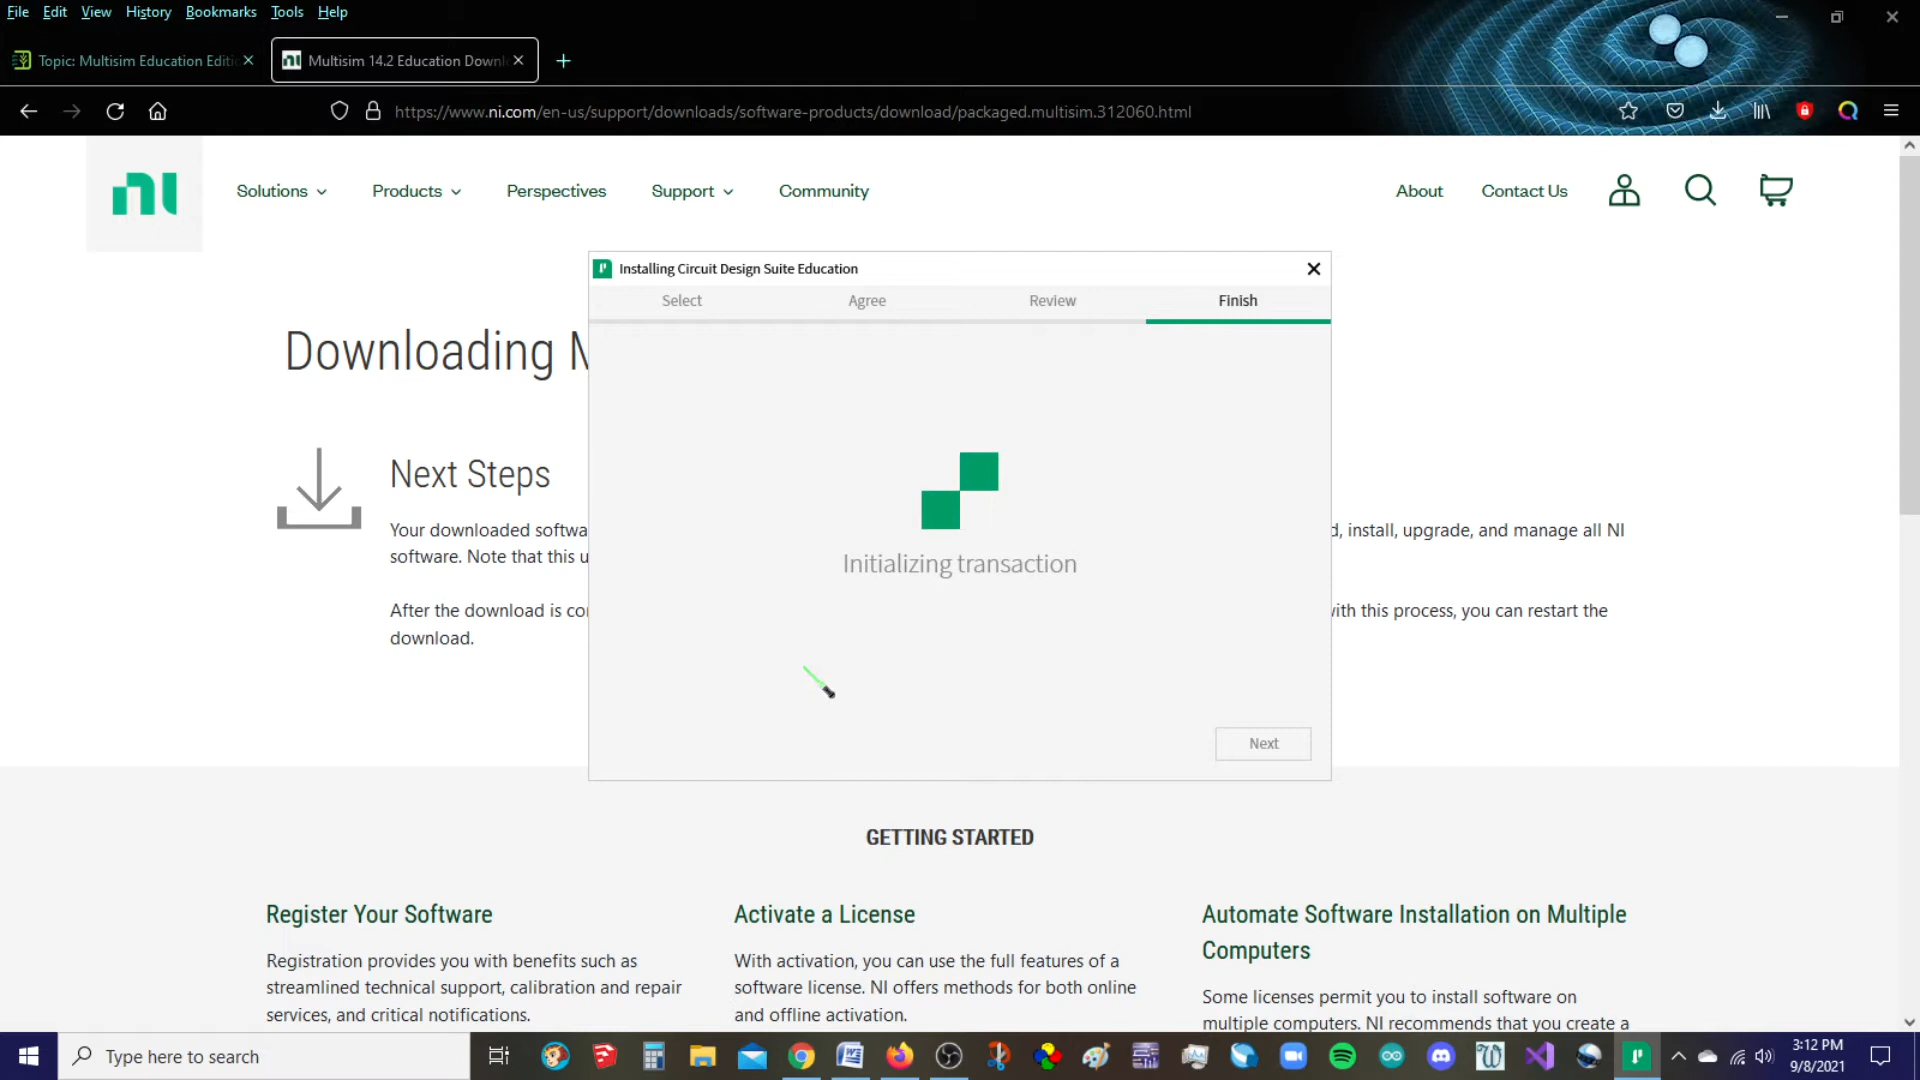 File Edit View History Bookmarks Tools Help
Topic: Multisim Education Editi
Multisim 14.2 Education Downl
https://www.ni.com/en-us/support/downloads/software-products/download/packaged.multisim.312060.html
ni Solutions Products Perspectives Support Community About Contact Us
Installing Circuit Design Suite Education
Select Agree Review Finish
Downloading M
Next Steps
Your downloaded softwa d, install, upgrade, and manage all NI
software. Note that this u
Initializing transaction
After the download is co with this process, you can restart the
download.
Next
GETTING STARTED
Register Your Software
Registration provides you with benefits such as
streamlined technical support, calibration and repair
services, and critical notifications.
Activate a License
With activation, you can use the full features of a
software license. NI offers methods for both online
and offline activation.
Automate Software Installation on Multiple
Computers
Some licenses permit you to install software on
multiple computers. NI recommends that you create a
Type here to search
3:12 PM
9/8/2021